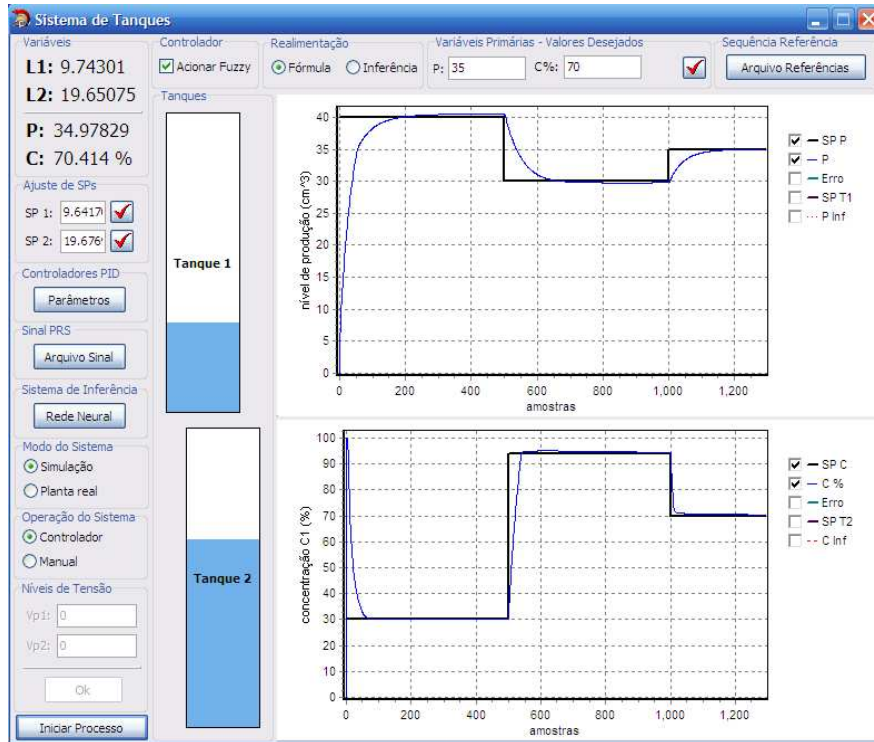 Sistema de Tanques
Variáveis
L1: 9.74301
L2: 19.65075
P: 34.97829
C: 70.414 %
Ajuste de SPs
SP 1:
SP 2:
Controladores PID
Parâmetros
Sinal PRS
Arquivo Sinal
Sistema de Inferência
Rede Neural
Modo do Sistema
Simulação
Planta real
Operação do Sistema
Controlador
Manual
Níveis de Tensão
Vp1: 0
Vp2: 0
Ok
Iniciar Processo
Controlador
Acionar Fuzzy
Realimentação
Fórmula Inferência
Variáveis Primárias - Valores Desejados
P: 35 C%: 70
Sequência Referência
Arquivo Referências
Tanques
Tanque 1
Tanque 2
nível de produção (cm^3)
40
35
30
25
20
15
10
5
0
0 200 400 600 800 1,000 1,200
amostras
SP P
P
Erro
SP T1
P Inf
concentração C1 (%)
100
90
80
70
60
50
40
30
20
10
0
0 200 400 600 800 1,000 1,200
amostras
SP C
C %
Erro
SP T2
C Inf